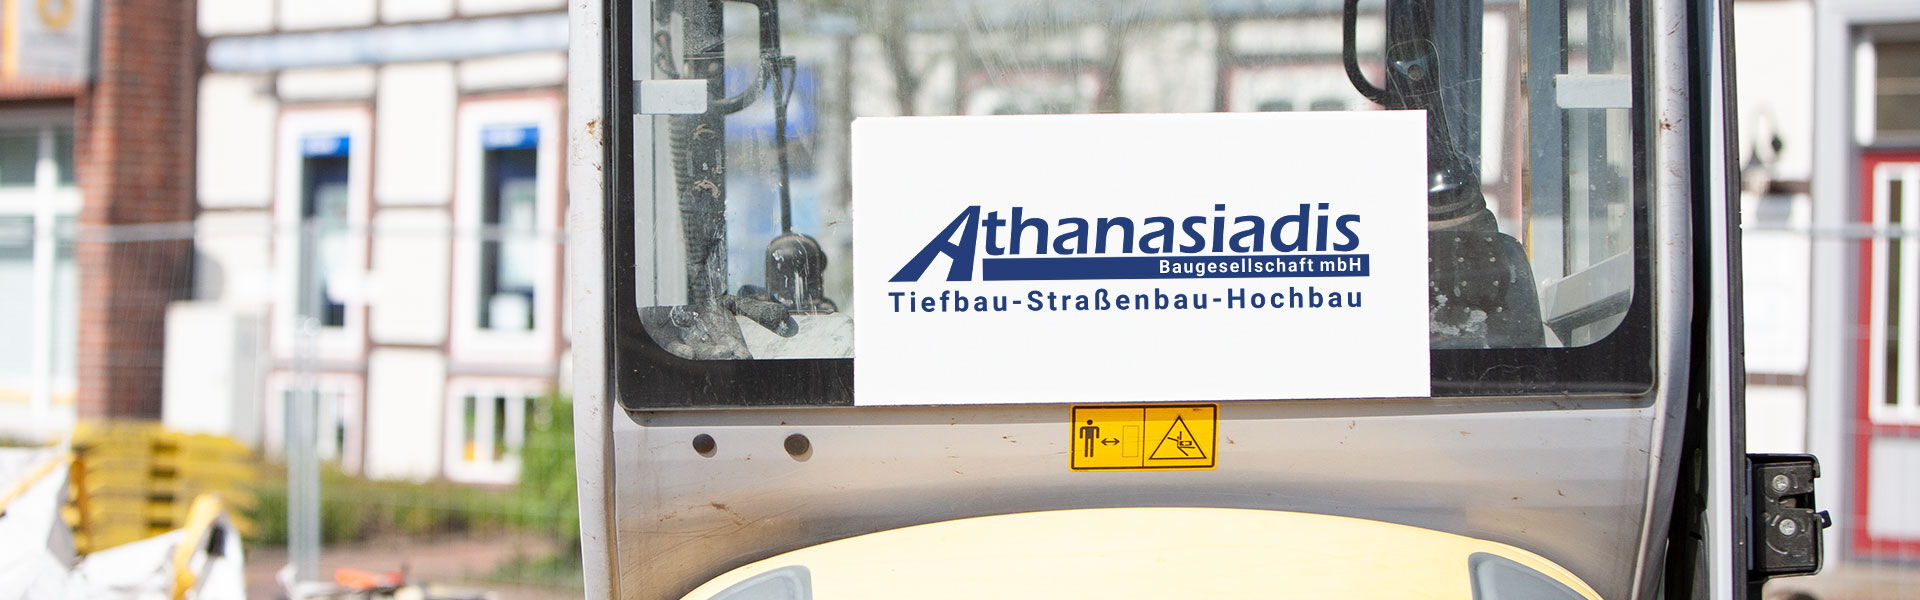 Athanasiadis
Baugesellschaft mbH
Tiefbau-Straßenbau-Hochbau